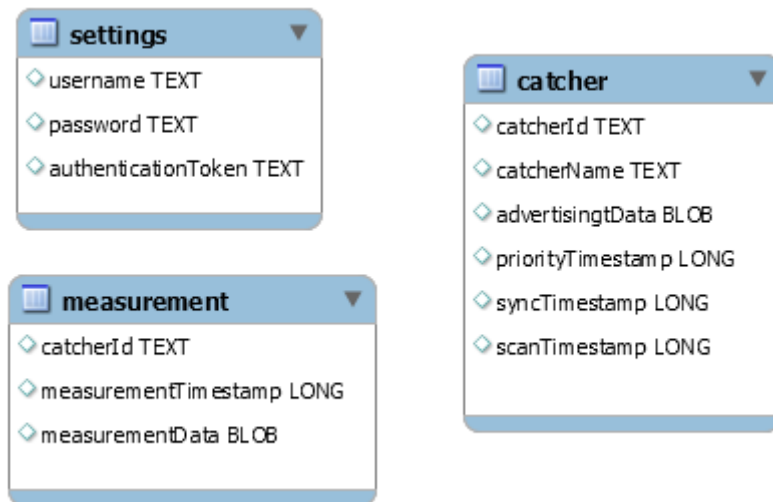 settings
username TEXT
password TEXT
authenticationToken TEXT
measurement
catcherId TEXT
measurementTimestamp LONG
measurementData BLOB
catcher
catcherId TEXT
catcherName TEXT
advertisingtData BLOB
priorityTimestamp LONG
syncTimestamp LONG
scanTimestamp LONG